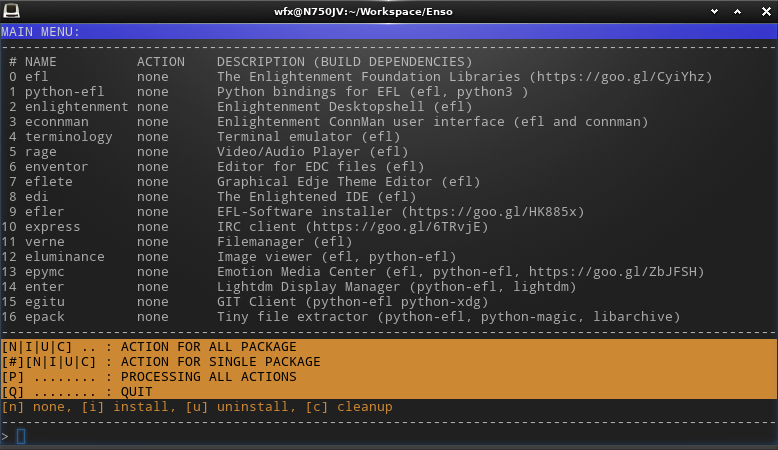 wfx@N750JV:~/Workspace/Enso
MAIN MENU:
-------------------------------------------------------------------------------------------------
 # NAME          ACTION    DESCRIPTION (BUILD DEPENDENCIES)
 0 efl           none      The Enlightenment Foundation Libraries (https://goo.gl/CyiYhz)
 1 python-efl    none      Python bindings for EFL (efl, python3 )
 2 enlightenment none      Enlightenment Desktopshell (efl)
 3 econnman      none      Enlightenment ConnMan user interface (efl and connman)
 4 terminology   none      Terminal emulator (efl)
 5 rage          none      Video/Audio Player (efl)
 6 enventor      none      Editor for EDC files (efl)
 7 eflete        none      Graphical Edje Theme Editor (efl)
 8 edi           none      The Enlightened IDE (efl)
 9 efler         none      EFL-Software installer (https://goo.gl/HK885x)
10 express       none      IRC client (https://goo.gl/6TRvjE)
11 verne         none      Filemanager (efl)
12 eluminance    none      Image viewer (efl, python-efl)
13 epymc         none      Emotion Media Center (efl, python-efl, https://goo.gl/ZbJFSH)
14 enter         none      Lightdm Display Manager (python-efl, lightdm)
15 egitu         none      GIT Client (python-efl python-xdg)
16 epack         none      Tiny file extractor (python-efl, python-magic, libarchive)
-------------------------------------------------------------------------------------------------
[N|I|U|C] .. : ACTION FOR ALL PACKAGE
[#][N|I|U|C] : ACTION FOR SINGLE PACKAGE
[P] ........ : PROCESSING ALL ACTIONS
[Q] ........ : QUIT
[n] none, [i] install, [u] uninstall, [c] cleanup
-------------------------------------------------------------------------------------------------
>